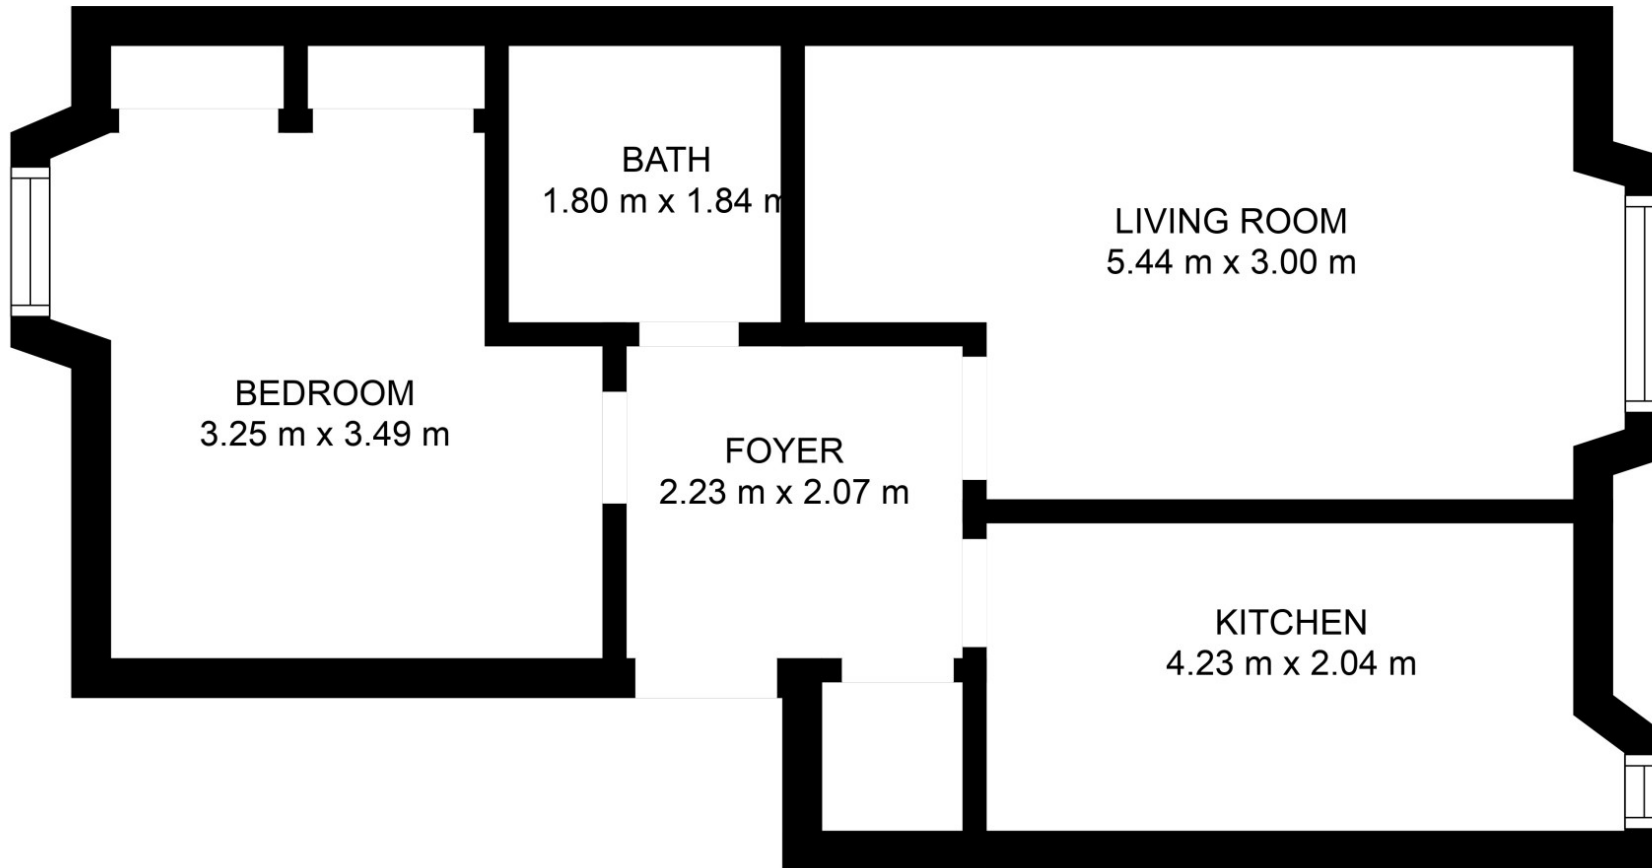 BATH
1.80 m x 1.84 m
LIVING ROOM
5.44 m x 3.00 m
BEDROOM
3.25 m x 3.49 m
FOYER
2.23 m x 2.07 m
KITCHEN
4.23 m x 2.04 m